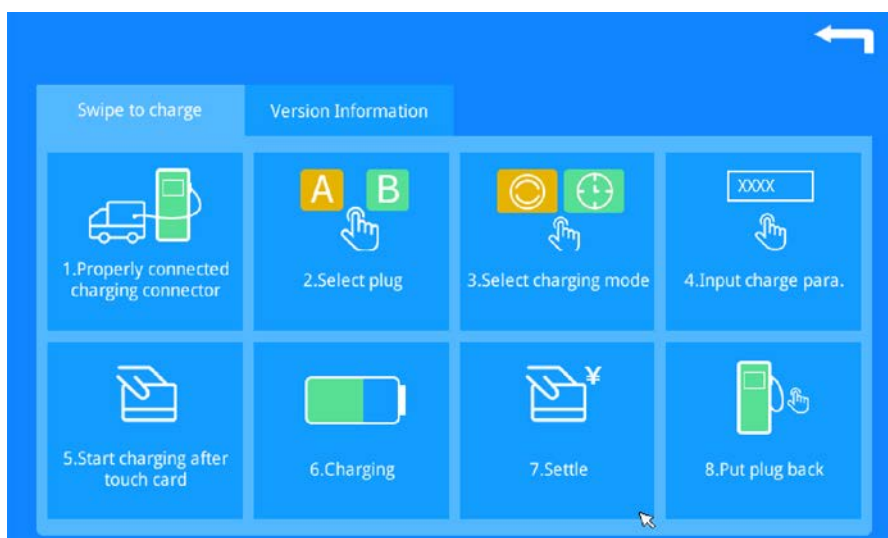 Swipe to charge
Version Information
1.Properly connected
charging connector
A
B
2.Select plug
3.Select charging mode
XXXX
4.Input charge para.
5.Start charging after
touch card
6.Charging
¥
7.Settle
8.Put plug back